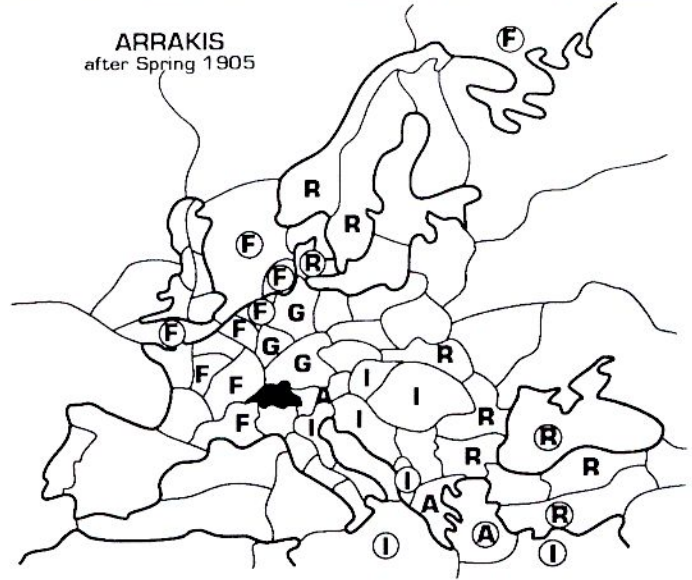 ARRAKIS
after Spring 1905
F
R
R
F
F R
F G
F F
G R
F F G I
A I
F I I R
R
R R
I
A R
A
I I